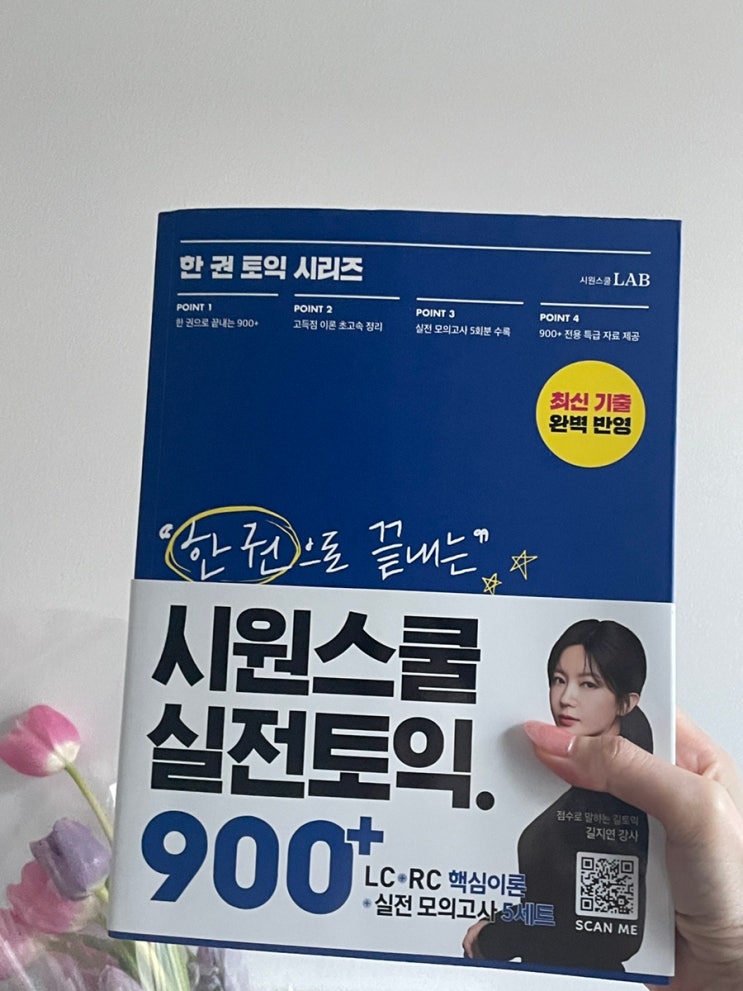 한 권 토익 시리즈
시원스쿨 LAB
POINT 1
한 권으로 끝내는 900+
POINT 2
고득점 이론 초고속 정리
POINT 3
실전 모의고사 5회분 수록
POINT 4
900+ 전용 특급 자료 제공
최신 기출
완벽 반영
"한 권으로 끝내는"
시원스쿨
실전토익.
900+
LC+RC 핵심이론
+실전 모의고사 5세트
점수로 말하는 길토익
길지연 강사
SCAN ME